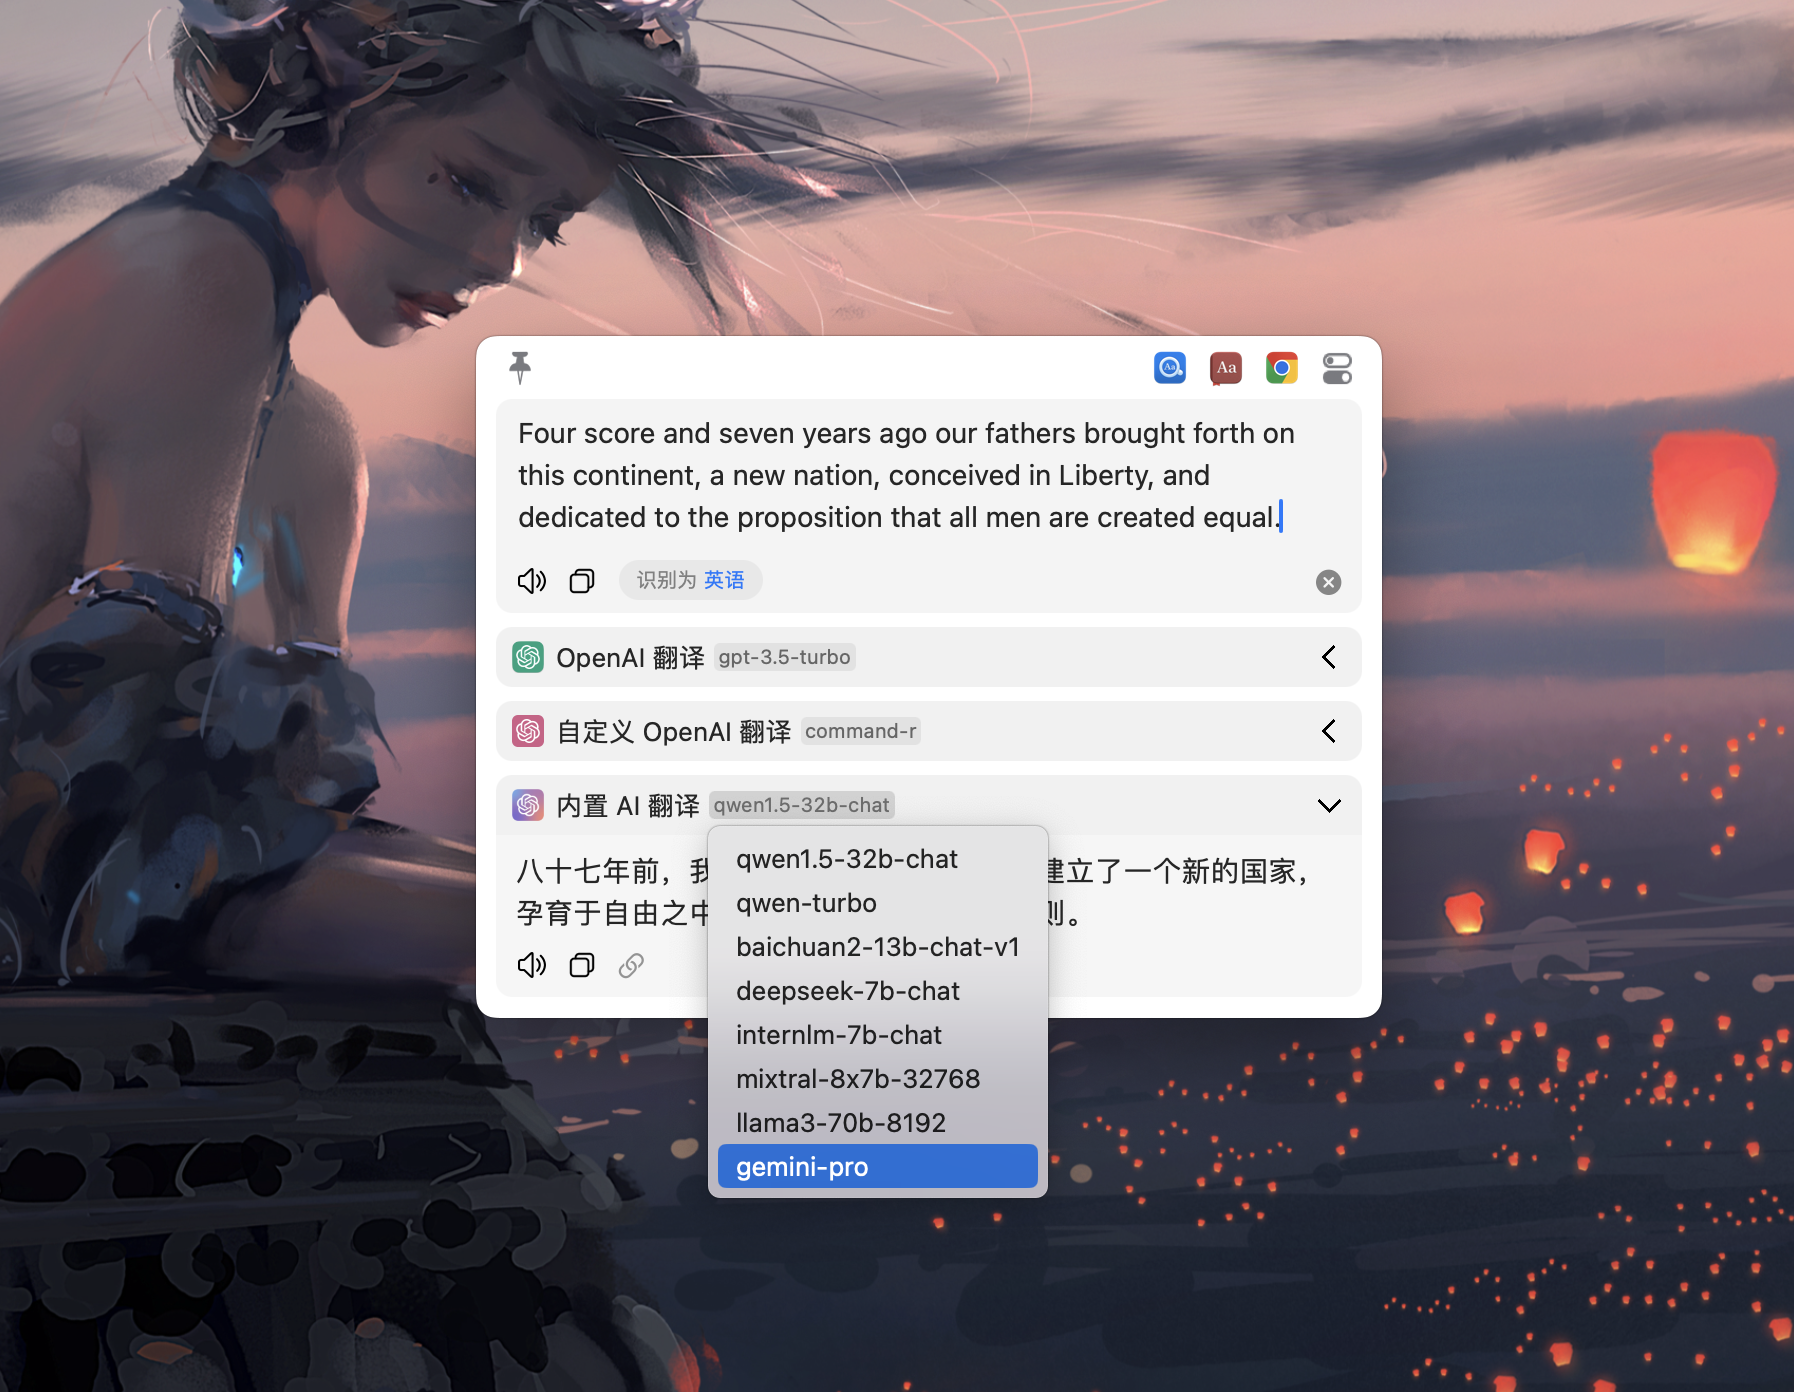 Aa
Aa
Four score and seven years ago our fathers brought forth on
this continent, a new nation, conceived in Liberty, and
dedicated to the proposition that all men are created equal.
识别为 英语
OpenAI 翻译 gpt-3.5-turbo
自定义 OpenAI 翻译 command-r
内置 AI 翻译 qwen1.5-32b-chat
八十七年前，我 建立了一个新的国家，
孕育于自由之中 则。
qwen1.5-32b-chat
qwen-turbo
baichuan2-13b-chat-v1
deepseek-7b-chat
internlm-7b-chat
mixtral-8x7b-32768
llama3-70b-8192
gemini-pro